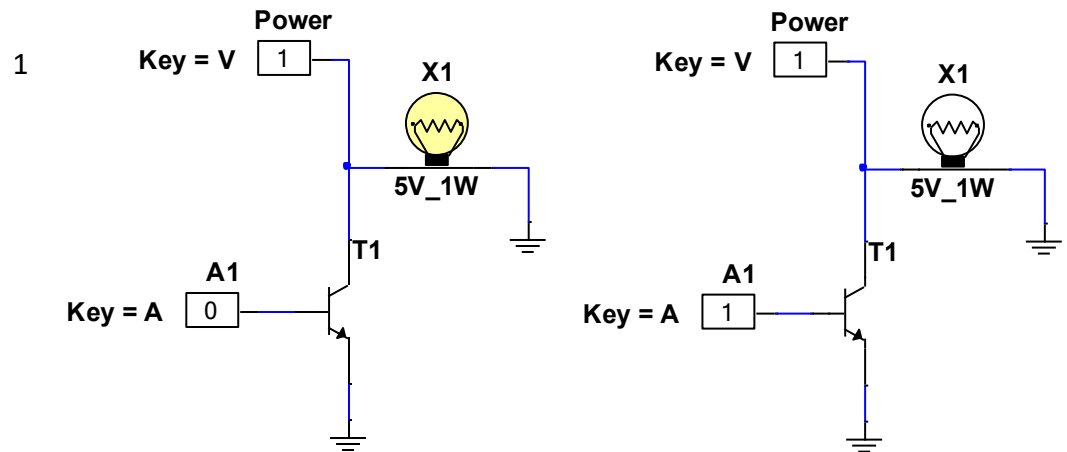 1
Power
Key = V 1
X1
5V_1W
T1
A1
Key = A 0
Power
Key = V 1
X1
5V_1W
T1
A1
Key = A 1